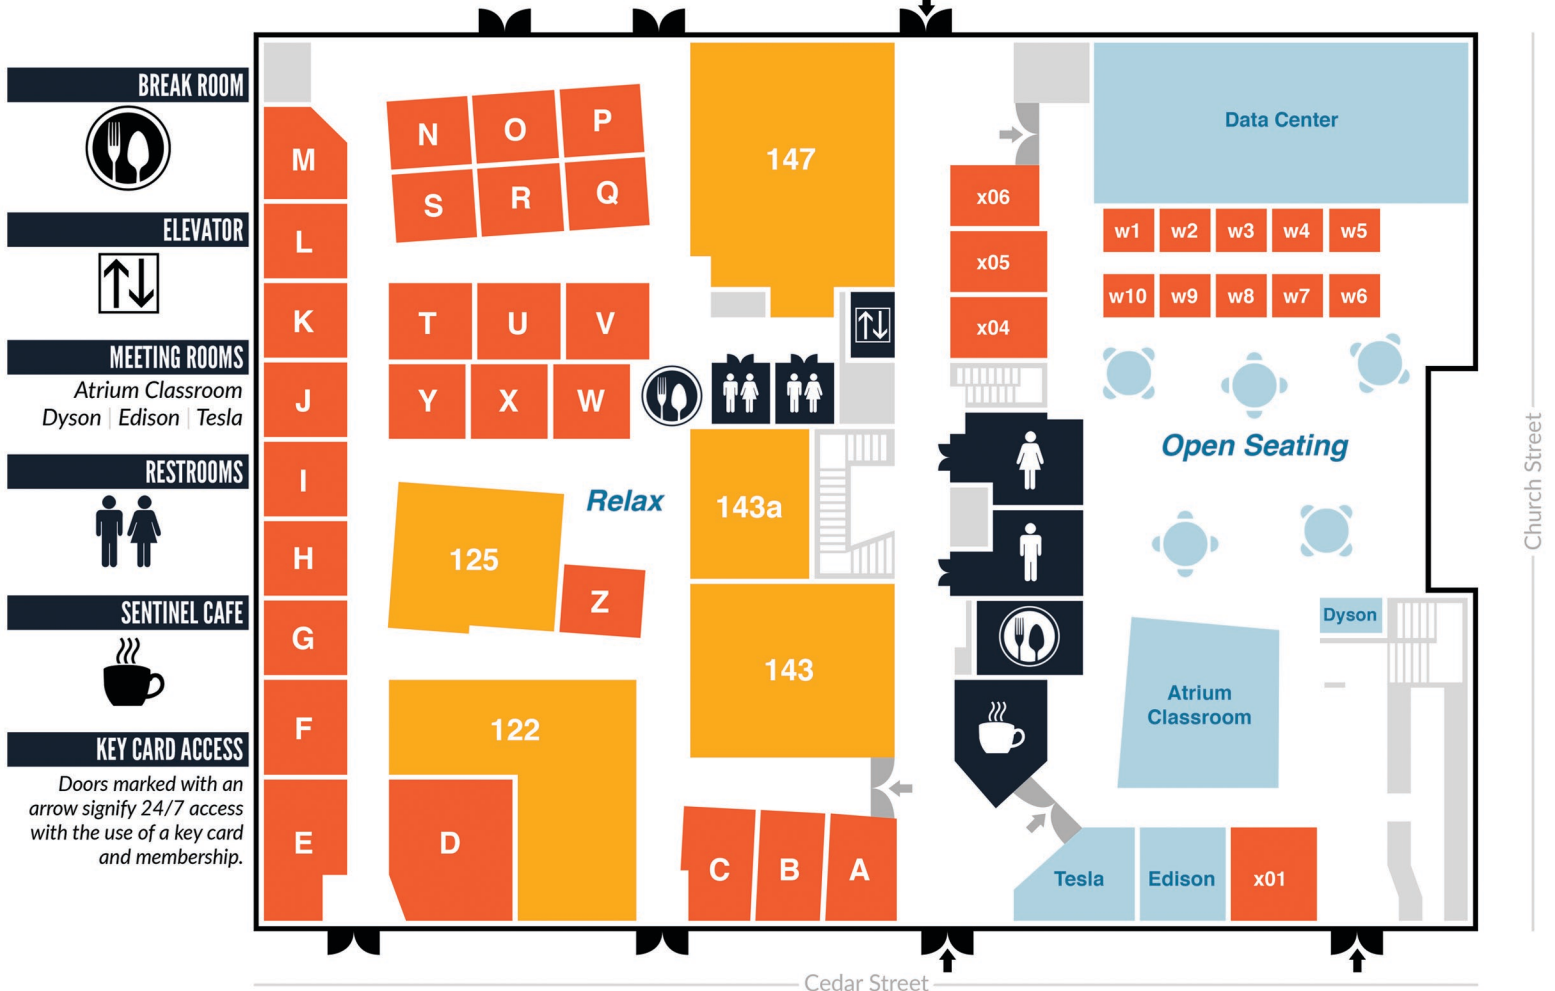 BREAK ROOM
ELEVATOR
MEETING ROOMS
Atrium Classroom
Dyson | Edison | Tesla
RESTROOMS
SENTINEL CAFE
KEY CARD ACCESS
Doors marked with an
arrow signify 24/7 access
with the use of a key card
and membership.
M
L
K
J
I
H
G
F
E
N
O
P
S
R
Q
T
U
V
Y
X
W
Relax
125
Z
122
D
147
143a
143
C
B
A
x06
x05
x04
Data Center
w1
w2
w3
w4
w5
w10
w9
w8
w7
w6
Open Seating
Dyson
Atrium
Classroom
Tesla
Edison
x01
Church Street
Cedar Street